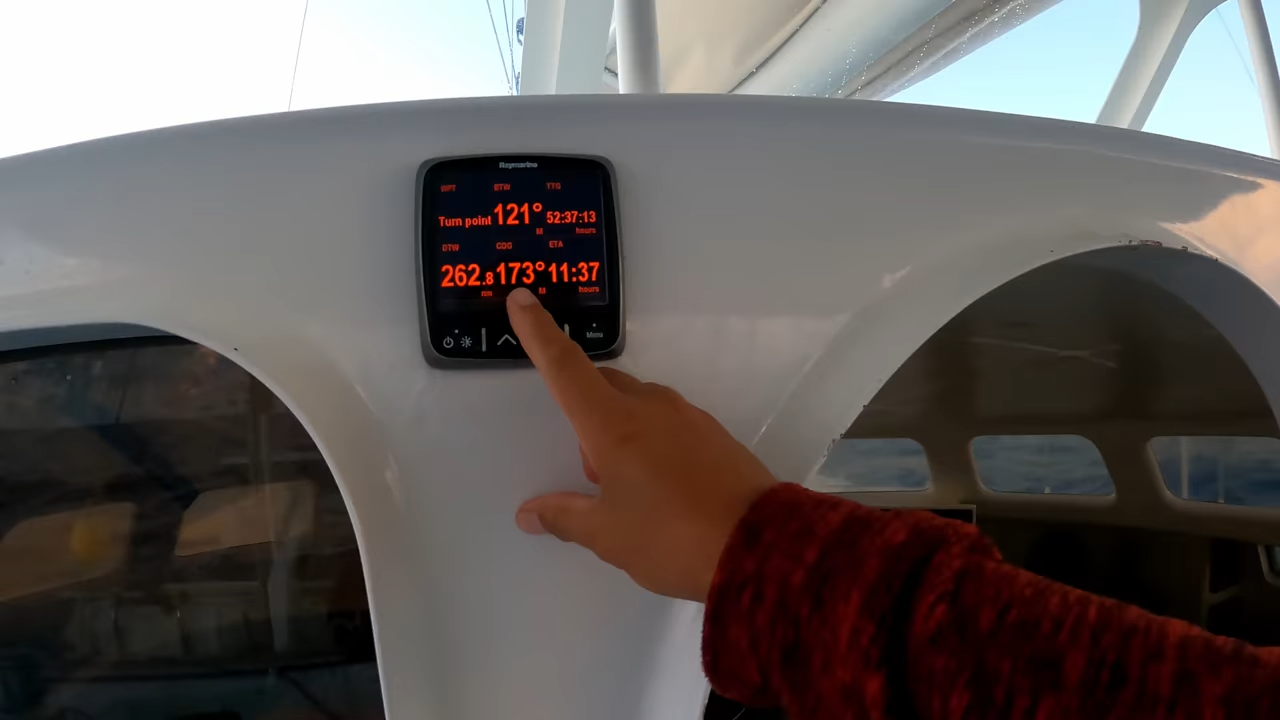 Raymarine
WPT BTW TTG
Turn point 121° 52:37:13
M hours
DTW COG ETA
262.8 173° 11:37
nm M hours
Menu